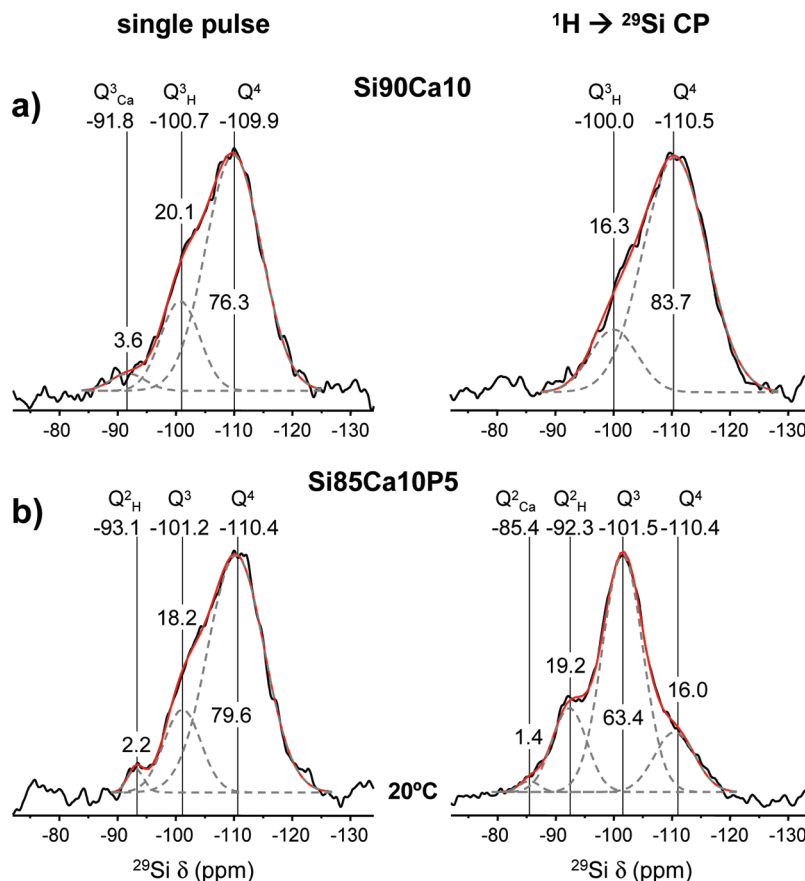 single pulse
¹H → ²⁹Si CP
Si90Ca10
a)
Q³Ca Q³H Q⁴
-91.8 -100.7 -109.9
20.1
76.3
3.6
-80 -90 -100 -110 -120 -130
Q³H Q⁴
-100.0 -110.5
16.3
83.7
-80 -90 -100 -110 -120 -130
Si85Ca10P5
b)
Q²H Q³ Q⁴
-93.1 -101.2 -110.4
18.2
79.6
2.2
-80 -90 -100 -110 -120 -130
²⁹Si δ (ppm)
20ºC
Q²Ca Q²H Q³ Q⁴
-85.4 -92.3 -101.5 -110.4
19.2
16.0
63.4
1.4
-80 -90 -100 -110 -120 -130
²⁹Si δ (ppm)